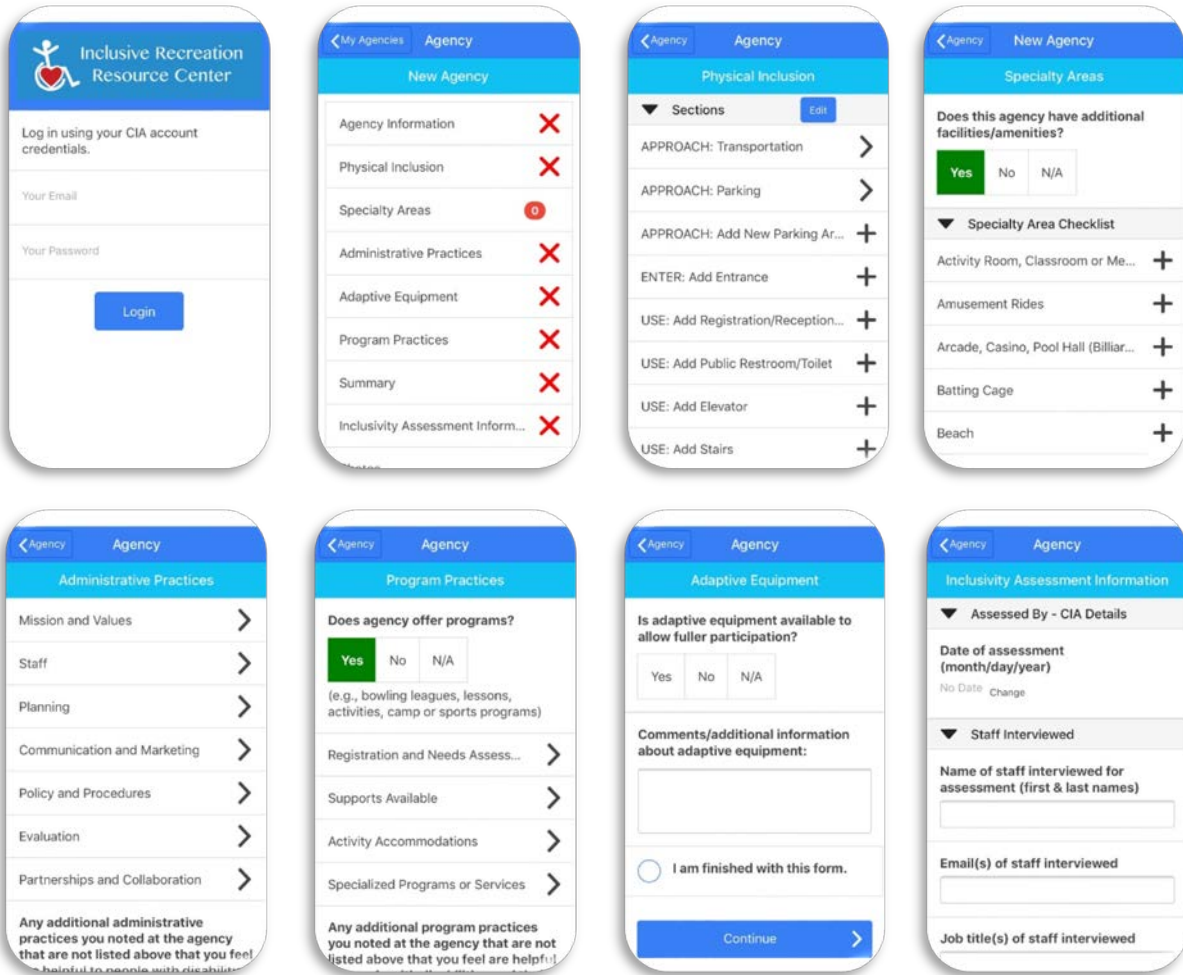 Inclusive Recreation
Resource Center
Log in using your CIA account
credentials.
Your Email
Your Password
Login
My Agencies
Agency
New Agency
Agency Information
Physical Inclusion
Specialty Areas
0
Administrative Practices
Adaptive Equipment
Program Practices
Summary
Inclusivity Assessment Inform...
Photos
Agency
Agency
Physical Inclusion
Sections
Edit
APPROACH: Transportation
APPROACH: Parking
APPROACH: Add New Parking Ar...
ENTER: Add Entrance
USE: Add Registration/Reception...
USE: Add Public Restroom/Toilet
USE: Add Elevator
USE: Add Stairs
Agency
New Agency
Specialty Areas
Does this agency have additional
facilities/amenities?
Yes No N/A
Specialty Area Checklist
Activity Room, Classroom or Me...
Amusement Rides
Arcade, Casino, Pool Hall (Billiar...
Batting Cage
Beach
Agency
Agency
Administrative Practices
Mission and Values
Staff
Planning
Communication and Marketing
Policy and Procedures
Evaluation
Partnerships and Collaboration
Any additional administrative
practices you noted at the agency
that are not listed above that you feel
helpful to people with
Agency
Agency
Program Practices
Does agency offer programs?
Yes No N/A
(e.g., bowling leagues, lessons,
activities, camp or sports programs)
Registration and Needs Assess...
Supports Available
Activity Accommodations
Specialized Programs or Services
Any additional program practices
you noted at the agency that are not
listed above that you feel are helpful
Agency
Agency
Adaptive Equipment
Is adaptive equipment available to
allow fuller participation?
Yes No N/A
Comments/additional information
about adaptive equipment:
I am finished with this form.
Continue
Agency
Agency
Inclusivity Assessment Information
Assessed By - CIA Details
Date of assessment
(month/day/year)
No Date Change
Staff Interviewed
Name of staff interviewed for
assessment (first & last names)
Email(s) of staff interviewed
Job title(s) of staff interviewed